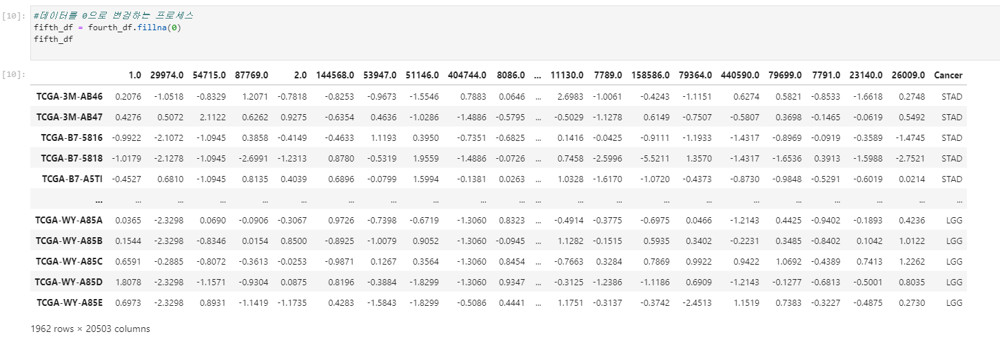 [10]: #데이터를 0으로 변경하는 프로세스
fifth_df = fourth_df.fillna(0)
fifth_df
[10]: 1.0 29974.0 54715.0 87769.0 2.0 144568.0 53947.0 51146.0 404744.0 8086.0 ... 11130.0 7789.0 158586.0 79364.0 440590.0 79699.0 7791.0 23140.0 26009.0 Cancer
TCGA-3M-AB46 0.2076 -1.0518 -0.8329 1.2071 -0.7818 -0.8253 -0.9673 -1.5546 0.7883 0.0646 ... 2.6983 -1.0061 -0.4243 -1.1151 0.6274 0.5821 -0.8533 -1.6618 0.2748 STAD
TCGA-3M-AB47 0.4276 0.5072 2.1122 0.6262 0.9275 -0.6354 0.4636 -1.0286 -1.4886 -0.5795 ... -0.5029 -1.1278 0.6149 -0.7507 -0.5807 0.3698 -0.1465 -0.0619 0.5492 STAD
TCGA-B7-5816 -0.9922 -2.1072 -1.0945 0.3858 -0.4149 -0.4633 1.1193 0.3950 -0.7351 -0.6825 ... 0.1416 -0.0425 -0.9111 -1.1933 -1.4317 -0.8969 -0.0919 -0.3589 -1.4745 STAD
TCGA-B7-5818 -1.0179 -2.1278 -1.0945 -2.6991 -1.2313 0.8780 -0.5319 1.9559 -1.4886 -0.0726 ... 0.7458 -2.5996 -5.5211 1.3570 -1.4317 -1.6536 0.3913 -1.5988 -2.7521 STAD
TCGA-B7-A5TI -0.4527 0.6810 -1.0945 0.8135 0.4039 0.6896 -0.0799 1.5994 -0.1381 0.0263 ... 1.0328 -1.6170 -1.0720 -0.4373 -0.8730 -0.9848 -0.5291 -0.6019 0.0214 STAD
... ... ... ... ... ... ... ... ... ... ... ... ... ... ... ... ... ... ... ... ... ...
TCGA-WY-A85A 0.0365 -2.3298 0.0690 -0.0906 -0.3067 0.9726 -0.7398 -0.6719 -1.3060 0.8323 ... -0.4914 -0.3775 -0.6975 0.0466 -1.2143 0.4425 -0.9402 -0.1893 0.4236 LGG
TCGA-WY-A85B 0.1544 -2.3298 -0.8346 0.0154 0.8500 -0.8925 -1.0079 0.9052 -1.3060 -0.0945 ... 1.1282 -0.1515 0.5935 0.3402 -0.2231 0.3485 -0.8402 0.1042 1.0122 LGG
TCGA-WY-A85C 0.6591 -0.2885 -0.8072 -0.3613 -0.0253 -0.9871 0.1267 0.3564 -1.3060 0.8454 ... -0.7663 0.3284 0.7869 0.9922 0.9422 1.0692 -0.4389 0.7413 1.2262 LGG
TCGA-WY-A85D 1.8078 -2.3298 -1.1571 -0.9304 0.0875 0.8196 -0.3884 -1.8299 -1.3060 0.9347 ... -0.3125 -1.2386 -1.1186 0.6909 -1.2143 -0.1277 -0.6813 -0.5001 0.8035 LGG
TCGA-WY-A85E 0.6973 -2.3298 0.8931 -1.1419 -1.1735 0.4283 -1.5843 -1.8299 -0.5086 0.4441 ... 1.1751 -0.3137 -0.3742 -2.4513 1.1519 0.7383 -0.3227 -0.4875 0.2730 LGG
1962 rows × 20503 columns